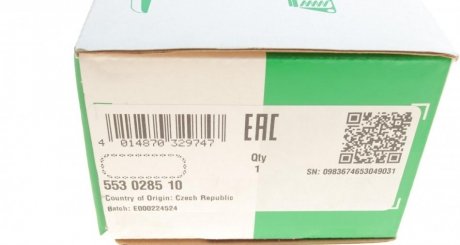 4 014870 329747
EAC
Qty
1
SN: 0983674653049031
553 0285 10
Country of Origin: Czech Republic
Batch: E000224524